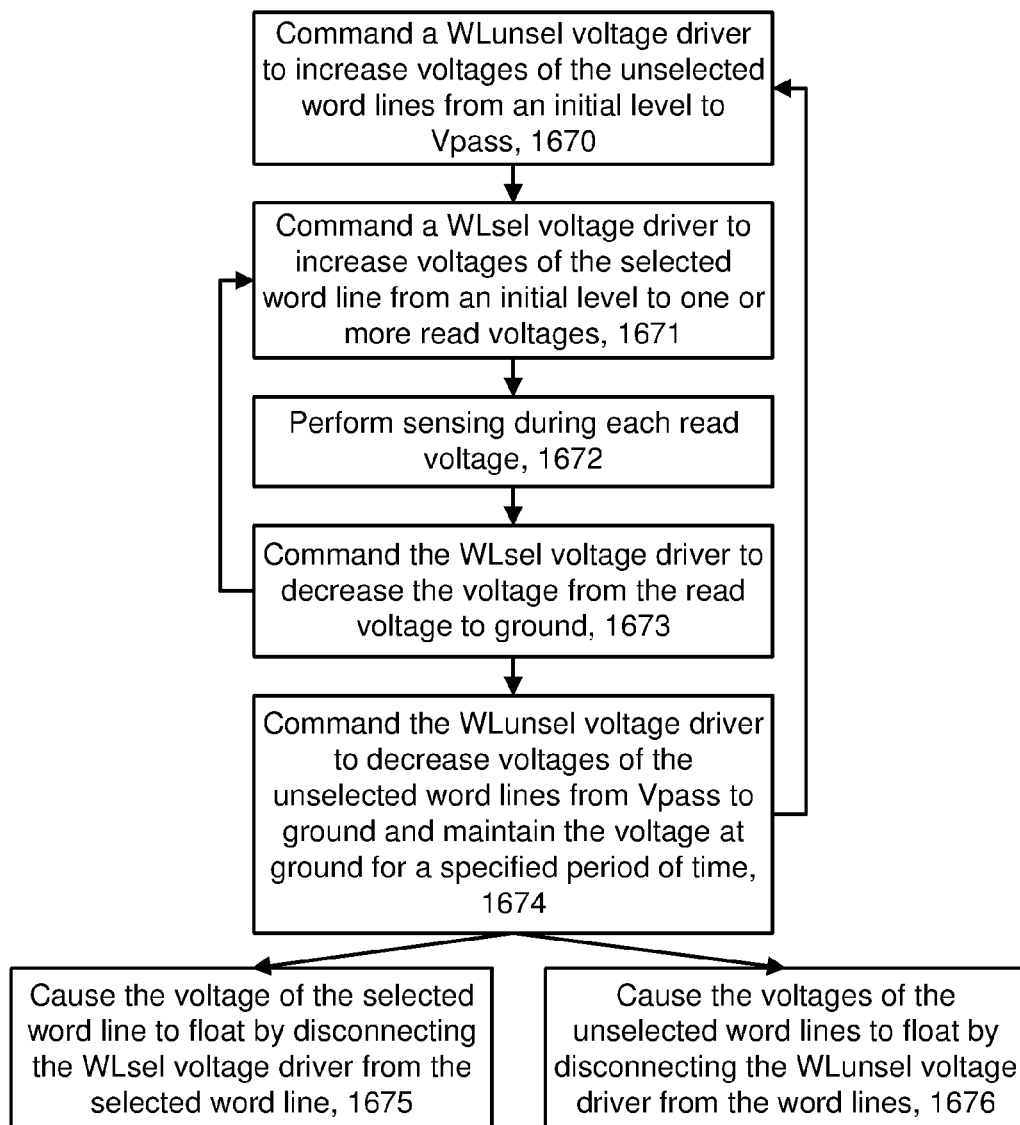 Command a WLunsel voltage driver
to increase voltages of the unselected
word lines from an initial level to
Vpass, 1670
Command a WLsel voltage driver to
increase voltages of the selected
word line from an initial level to one or
more read voltages, 1671
Perform sensing during each read
voltage, 1672
Command the WLsel voltage driver to
decrease the voltage from the read
voltage to ground, 1673
Command the WLunsel voltage driver
to decrease voltages of the
unselected word lines from Vpass to
ground and maintain the voltage at
ground for a specified period of time,
1674
Cause the voltage of the selected
word line to float by disconnecting
the WLsel voltage driver from the
selected word line, 1675
Cause the voltages of the
unselected word lines to float by
disconnecting the WLunsel voltage
driver from the word lines, 1676